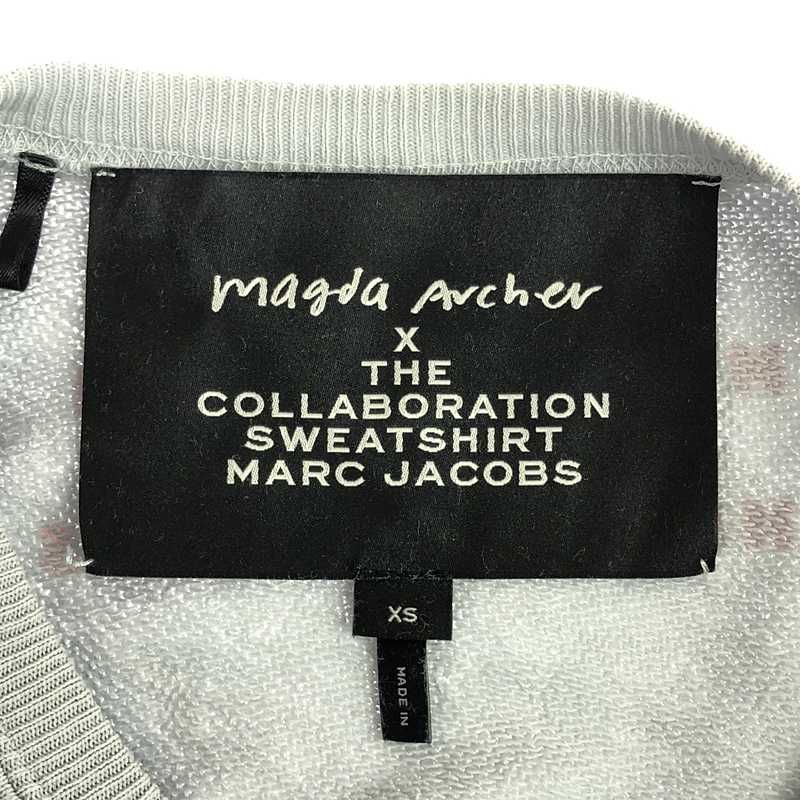 magda Archer
X
THE
COLLABORATION
SWEATSHIRT
MARC JACOBS
XS
MADE IN